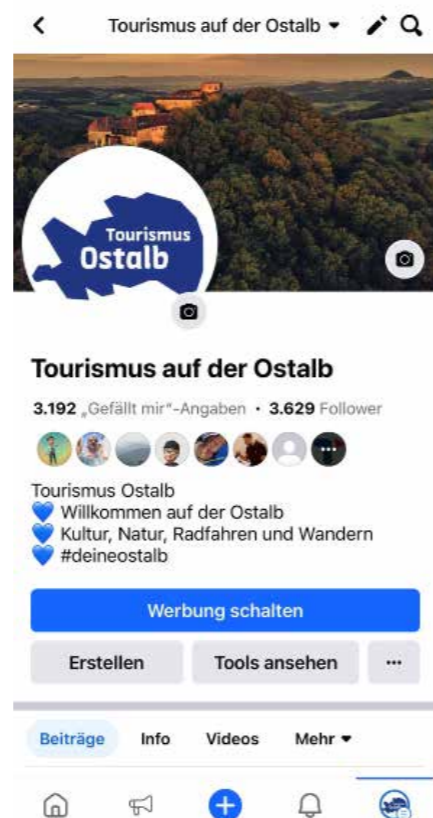 Tourismus auf der Ostalb
Tourismus
Ostalb
Tourismus auf der Ostalb
3.192 „Gefällt mir“-Angaben · 3.629 Follower
Tourismus Ostalb
💙 Willkommen auf der Ostalb
💙 Kultur, Natur, Radfahren und Wandern
💙 #deineostalb
Werbung schalten
Erstellen Tools ansehen ...
Beiträge Info Videos Mehr